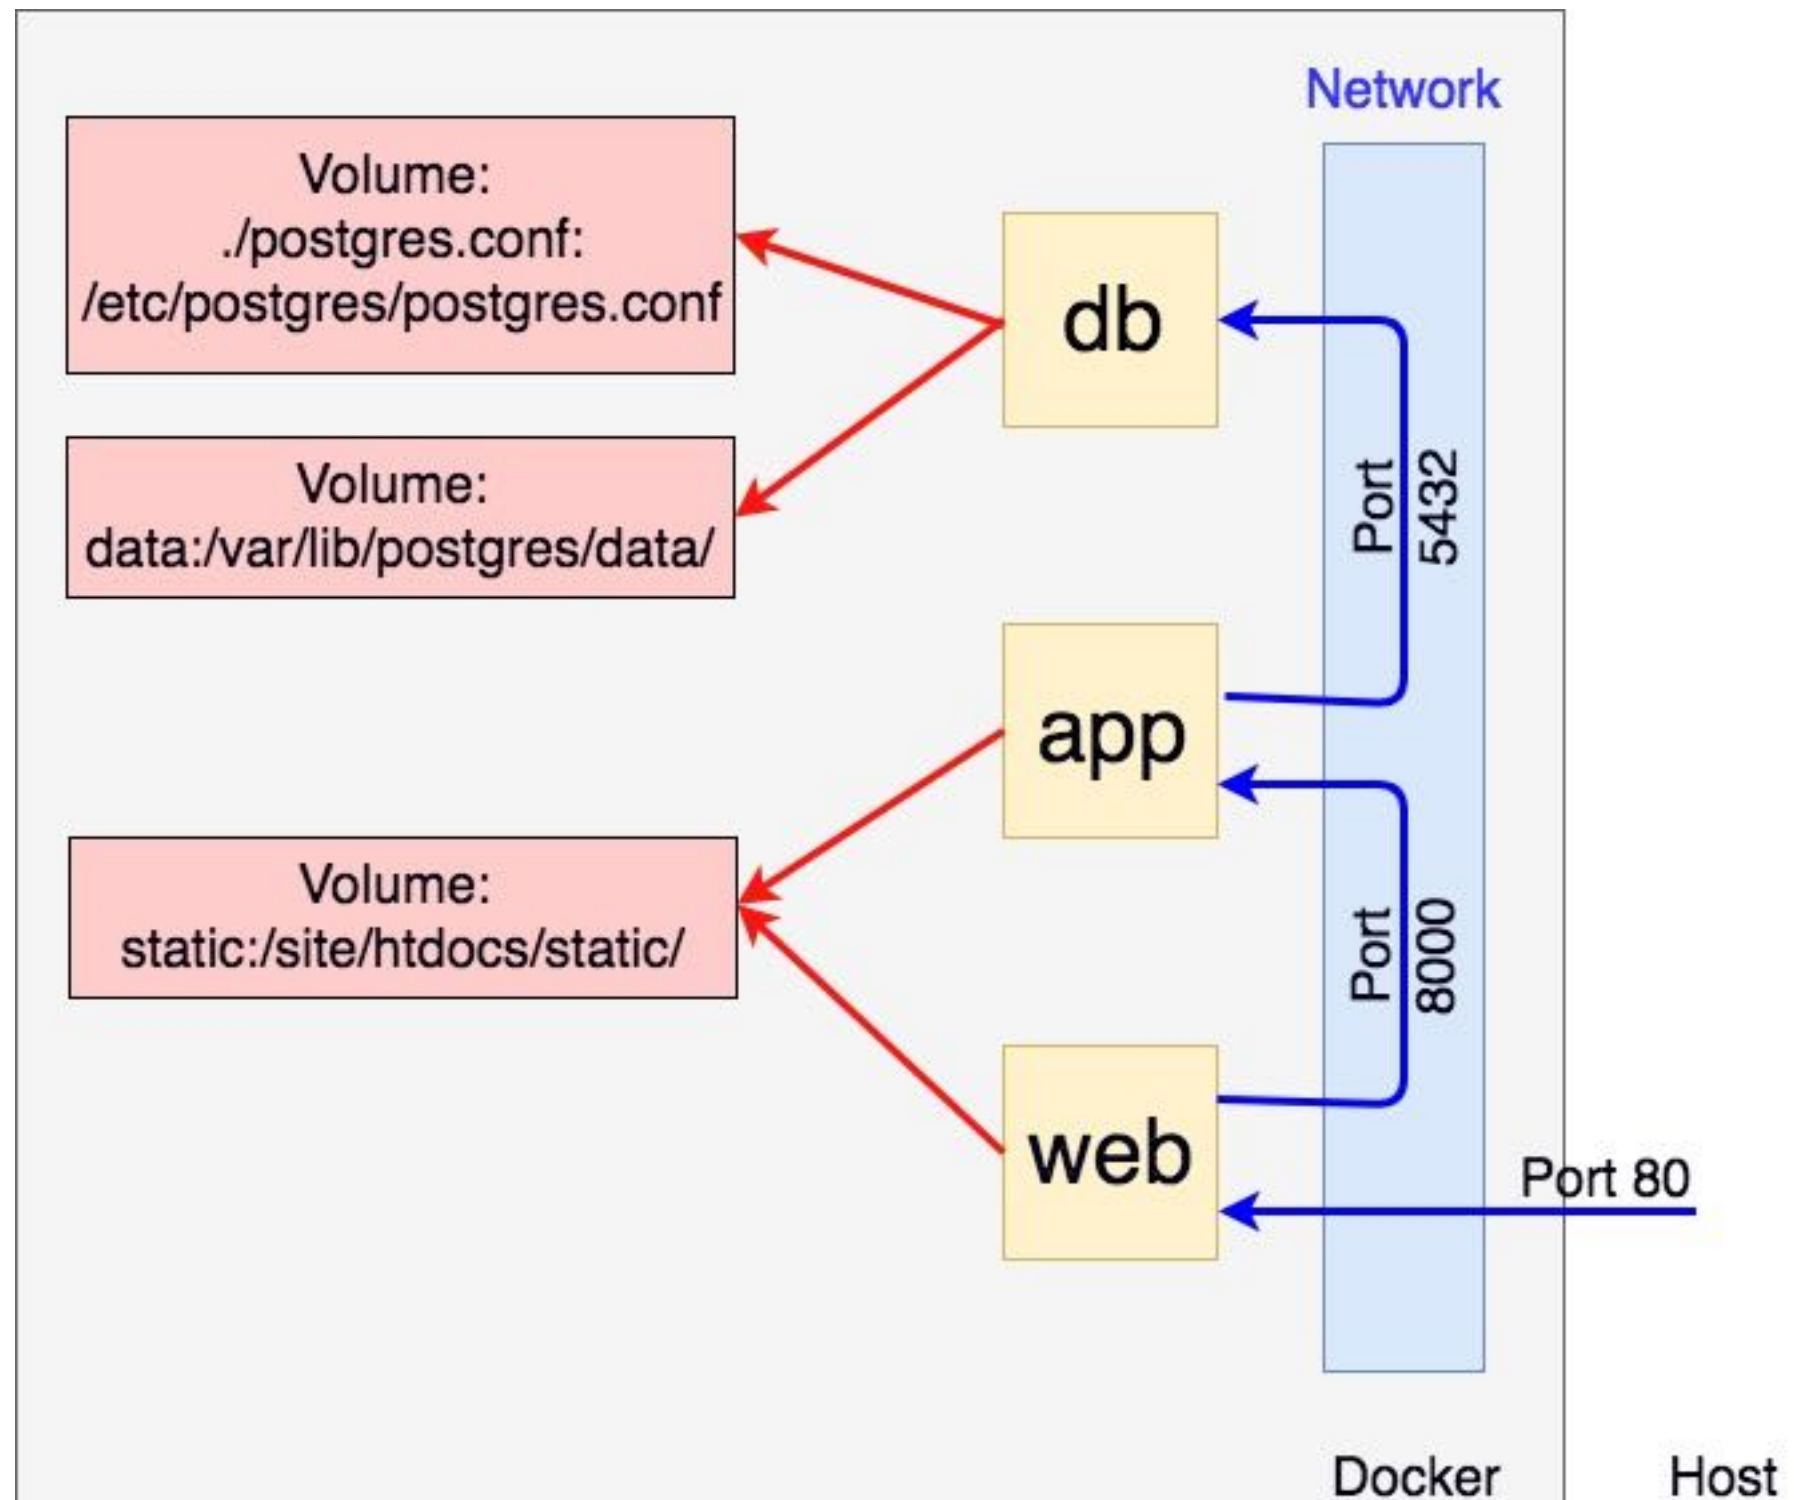 Network
Volume:
./postgres.conf:
/etc/postgres/postgres.conf
db
Volume:
data:/var/lib/postgres/data/
Port
5432
app
Volume:
static:/site/htdocs/static/
Port
8000
web
Port 80
Docker
Host